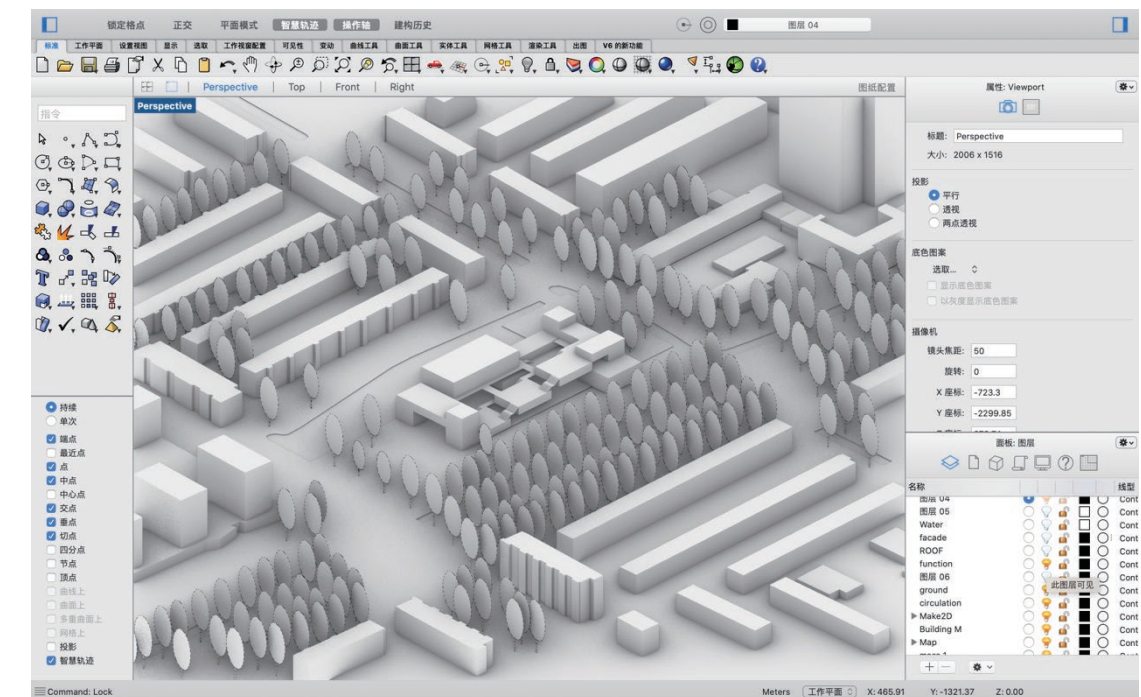 锁定格点 正交 平面模式 智慧轨迹 操作轴 建构历史 图层 04
标准 工作平面 设置视图 显示 选取 工作视窗配置 可见性 变动 曲线工具 曲面工具 实体工具 网格工具 渲染工具 出图 V6 的新功能
Perspective | Top | Front | Right 图纸配置
Perspective
指令
持续
单次
端点
最近点
点
中点
中心点
交点
垂点
切点
四分点
节点
顶点
曲线上
曲面上
多重曲面上
网格上
投影
智慧轨迹
属性: Viewport
标题: Perspective
大小: 2006 x 1516
投影
平行
透视
两点透视
底色图案
选取...
显示底色图案
以灰度显示底色图案
摄像机
镜头焦距: 50
旋转: 0
X 座标: -723.3
Y 座标: -2299.85
面板: 图层
名称 线型
图层 04 Cont
图层 05 Cont
Water Cont
facade Cont
ROOF Cont
function Cont
图层 06 Cont
此图层可见
ground Cont
circulation Cont
Make2D Cont
Building M Cont
Map Cont
Command: Lock Meters 工作平面 X: 465.91 Y: -1321.37 Z: 0.00